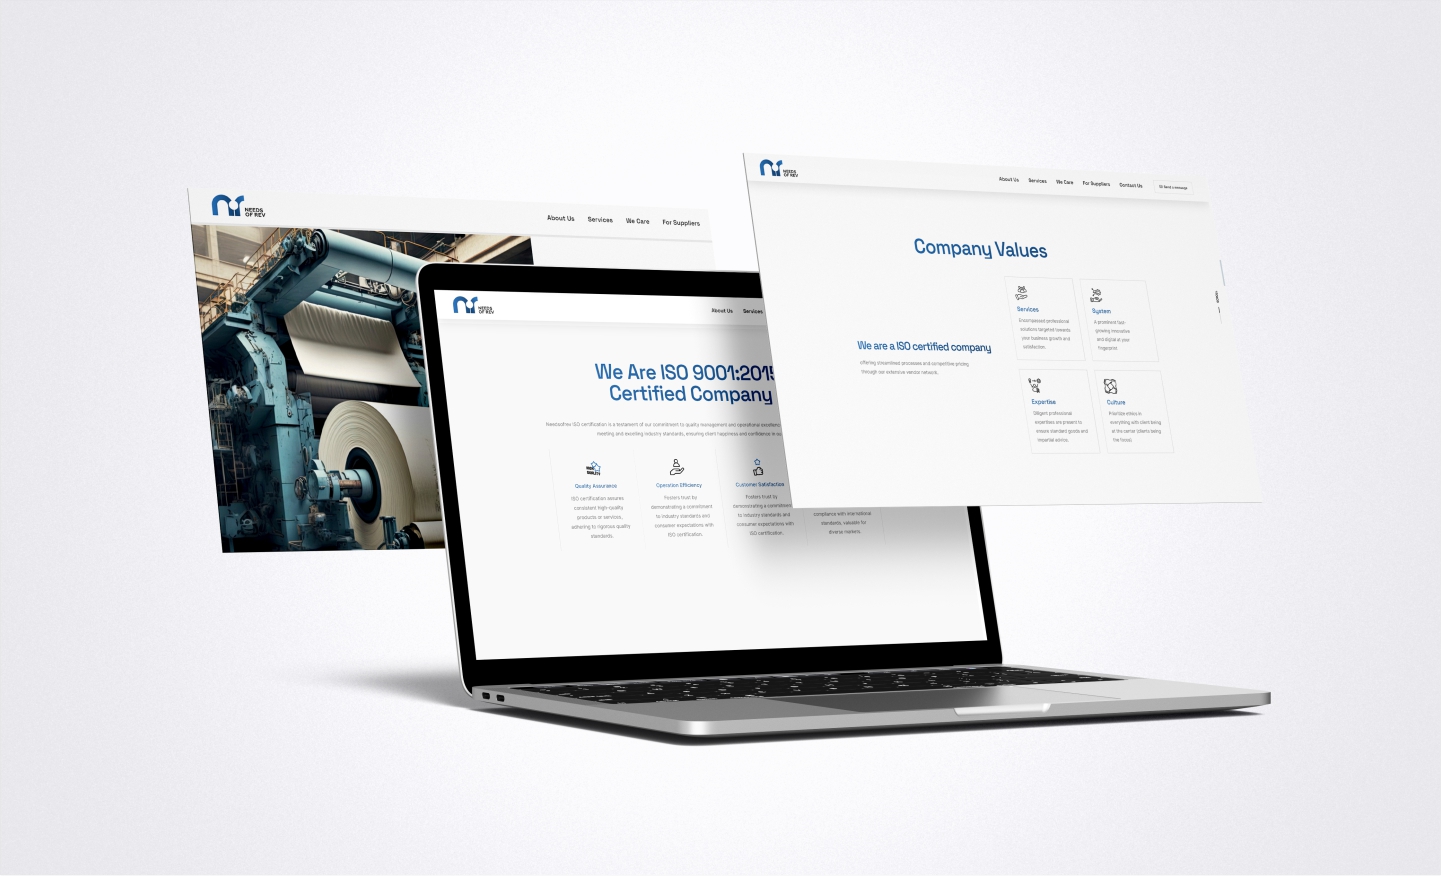 NEEDS
OF REV
About Us
Services
We Care
For Suppliers
NEEDS
OF REV
About Us
Services
We Are ISO 9001:2015
Certified Company
Needsofrev ISO certification is a testament of our commitment to quality management and operational excellence
meeting and exceeding industry standards, ensuring client happiness and confidence in
Quality Assurance
ISO certification assures
consistent high-quality
products or services,
adhering to rigorous quality
standards.
Operation Efficiency
Fosters trust by
demonstrating a commitment
to industry standards and
consumer expectations with
ISO certification.
Customer Satisfaction
Fosters trust by
demonstrating a commitment
to industry standards and
consumer expectations with
ISO certification.
compliance with international
standards, valuable for
diverse markets.
NEEDS
OF REV
About Us
Services
We Care
For Suppliers
Contact Us
Send a message
Company Values
We are a ISO certified company
offering streamlined processes and competitive pricing
through our extensive vendor network.
Services
Encompassed professional
solutions targeted towards
your business growth and
satisfaction.
System
A prominent fast-
growing innovative
and digital at your
fingerprint
Expertise
Diligent professional
expertises are present to
ensure standard goods and
impartial advice.
Culture
Prioritize ethics in
everything with client being
at the center (clients being
the focus)